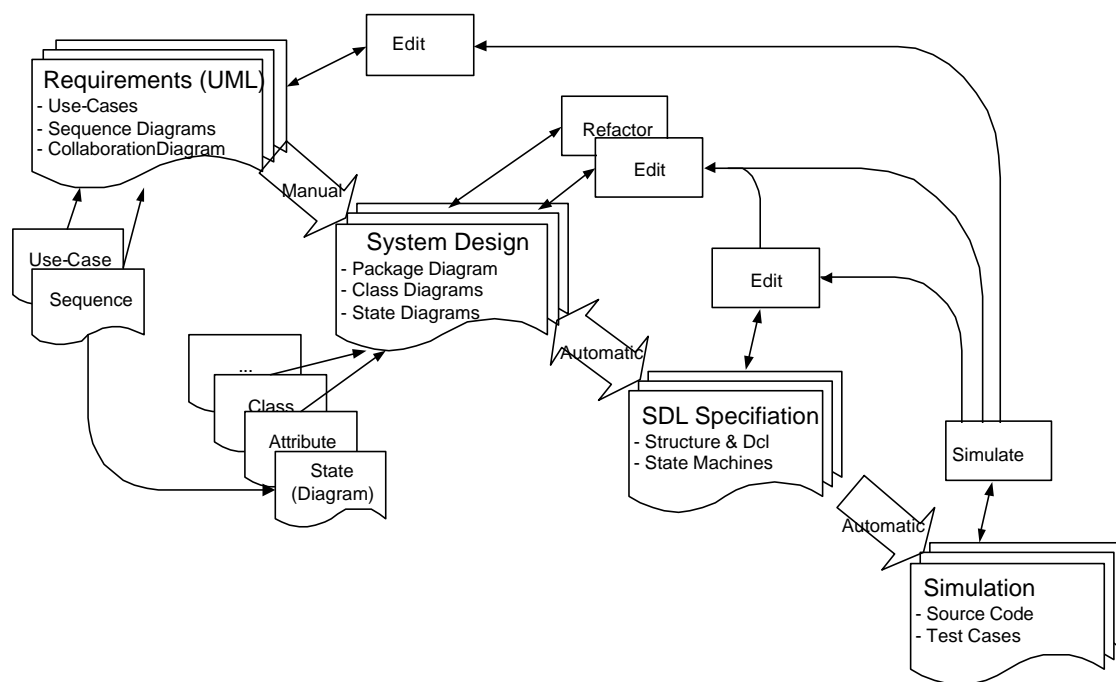 Edit
Requirements (UML)
- Use-Cases
- Sequence Diagrams
- CollaborationDiagram
Refactor
Edit
Manual
Use-Case
Sequence
System Design
- Package Diagram
- Class Diagrams
- State Diagrams
Edit
Automatic
...
Class
Attribute
State
(Diagram)
SDL Specifiation
- Structure & Dcl
- State Machines
Simulate
Automatic
Simulation
- Source Code
- Test Cases